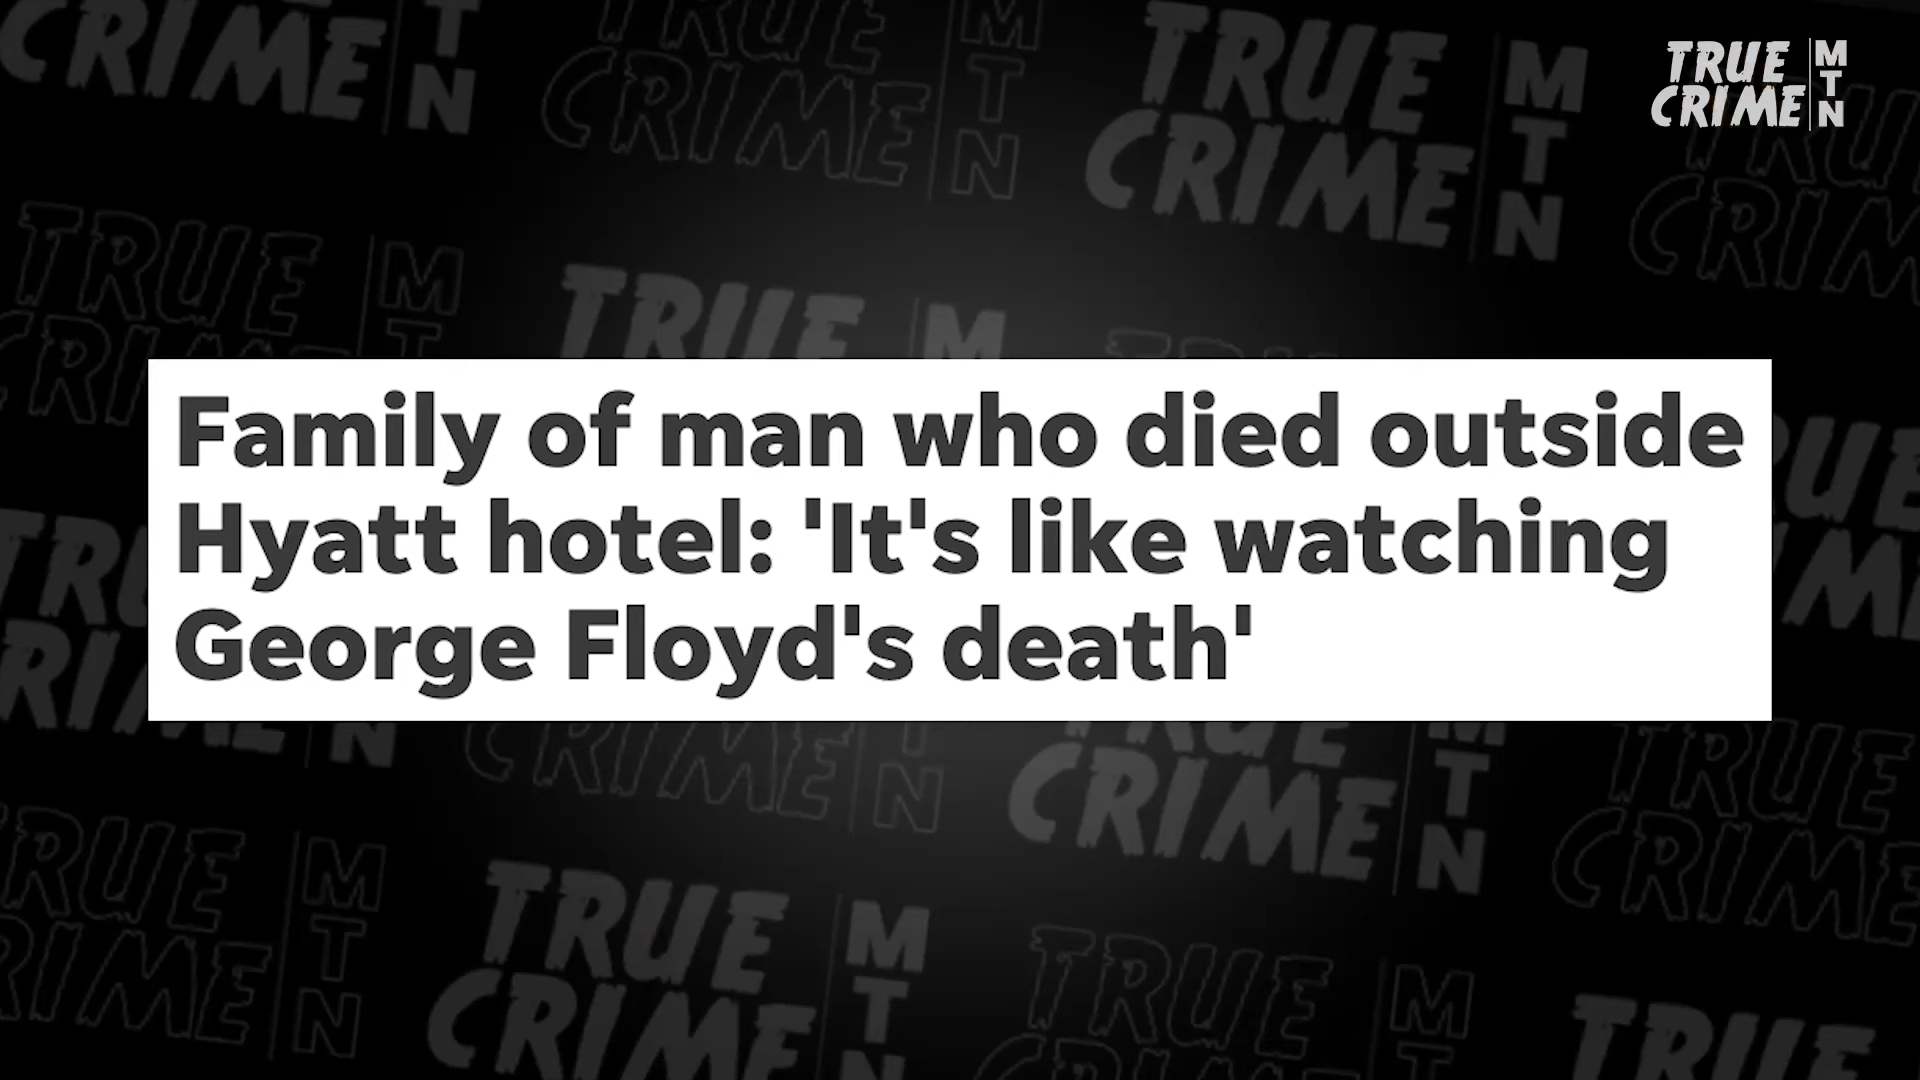 TRUE
CRIME
MTN
Family of man who died outside
Hyatt hotel: 'It's like watching
George Floyd's death'